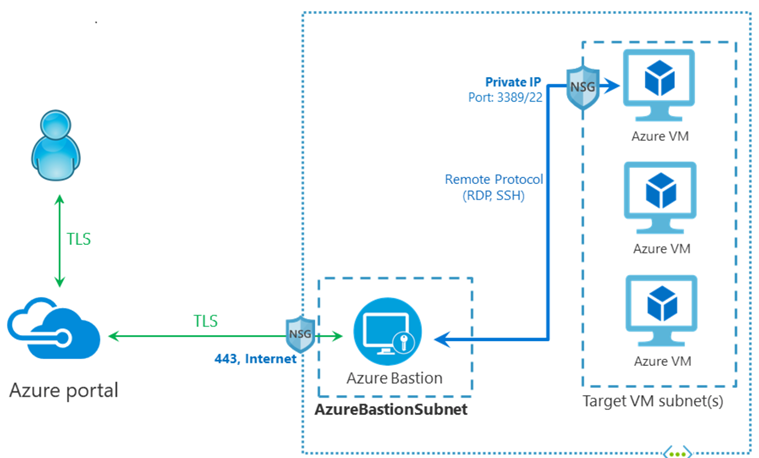 Private IP
Port: 3389/22
NSG
Azure VM
Remote Protocol
(RDP, SSH)
TLS
Azure VM
TLS
NSG
443, Internet
Azure Bastion
Azure VM
Azure portal
AzureBastionSubnet
Target VM subnet(s)